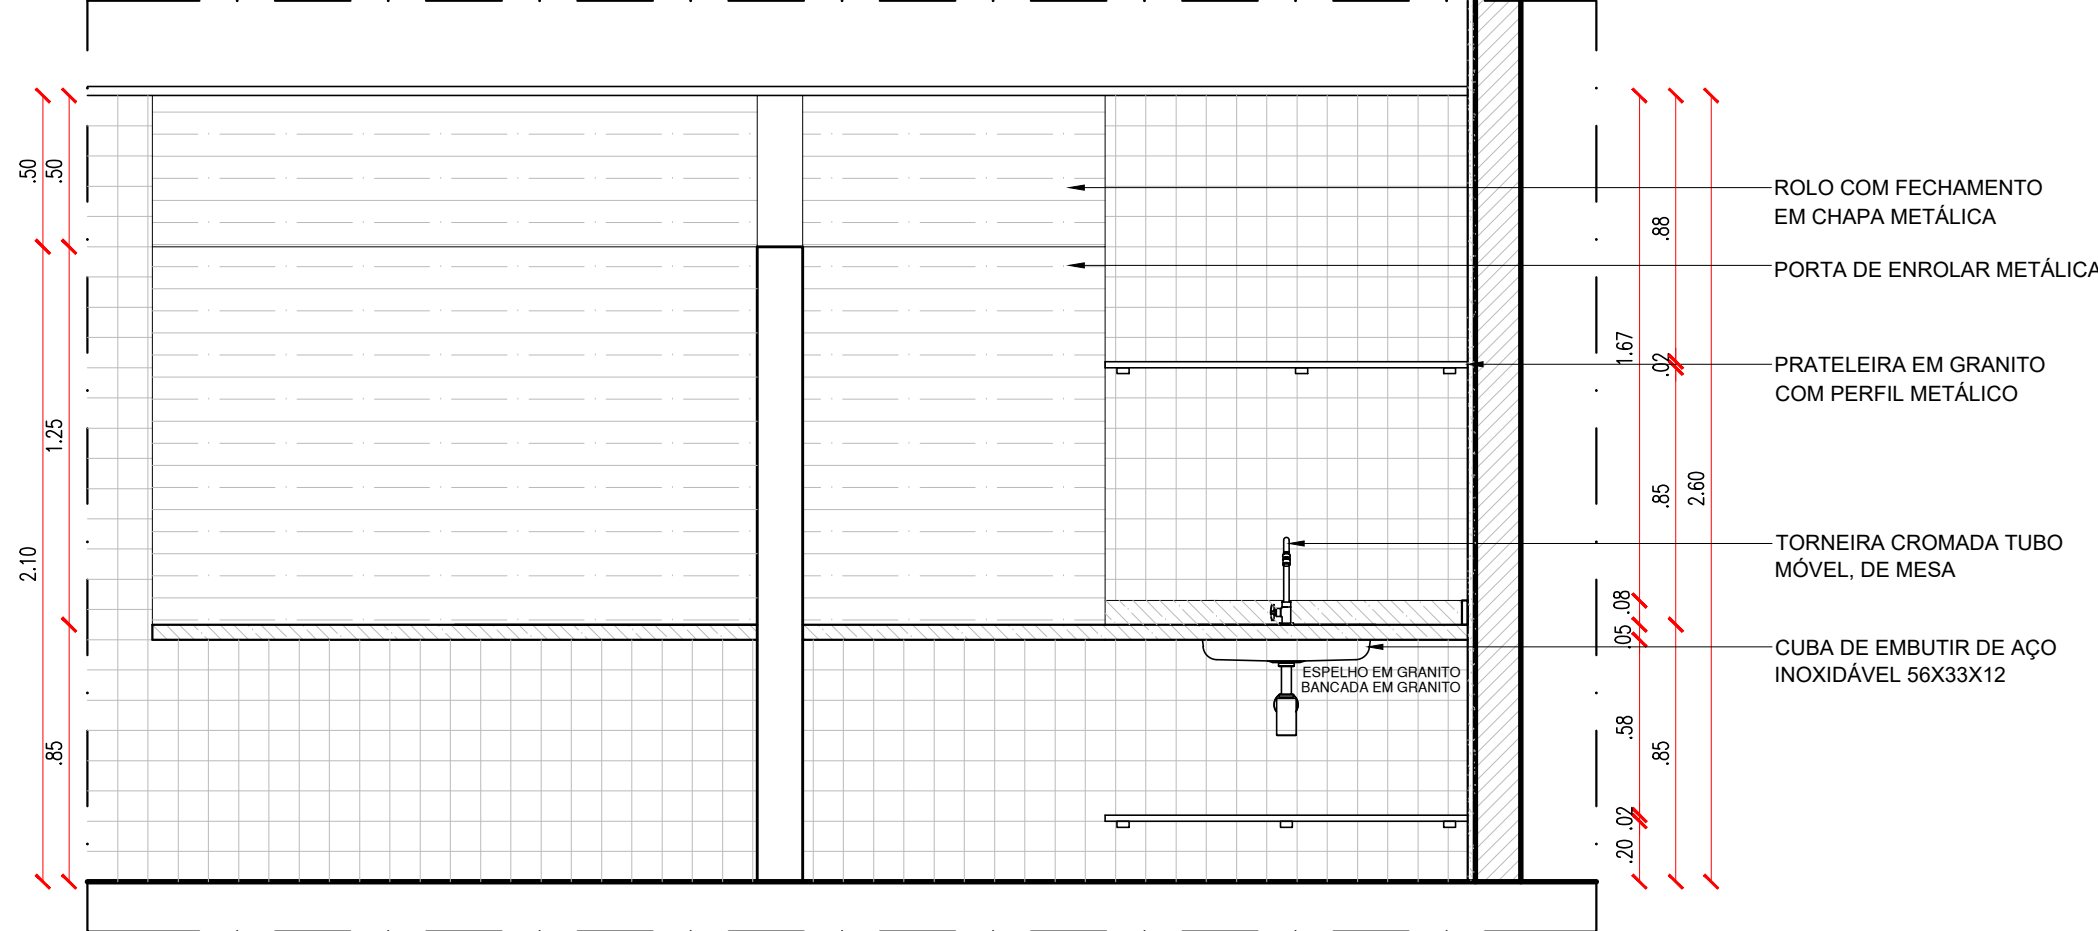 .50
.50
1.25
2.10
.85
ROLO COM FECHAMENTO
EM CHAPA METÁLICA
PORTA DE ENROLAR METÁLICA
PRATELEIRA EM GRANITO
COM PERFIL METÁLICO
TORNEIRA CROMADA TUBO
MÓVEL, DE MESA
CUBA DE EMBUTIR DE AÇO
INOXIDÁVEL 56X33X12
ESPELHO EM GRANITO
BANCADA EM GRANITO
.88
1.67
.02
.85
2.60
.08
.05
.58
.85
.02
.20